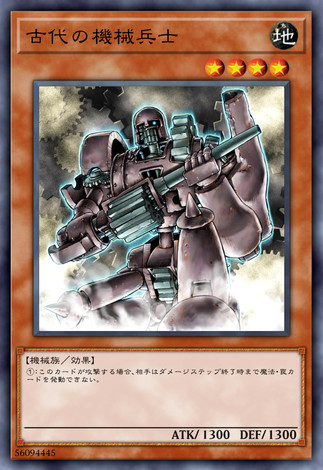 古代の機械兵士
地
【機械族／効果】
①:このカードが攻撃する場合、相手はダメージステップ終了時まで魔法・罠カ
ードを発動できない。
ATK/ 1300 DEF/ 1300
56094445